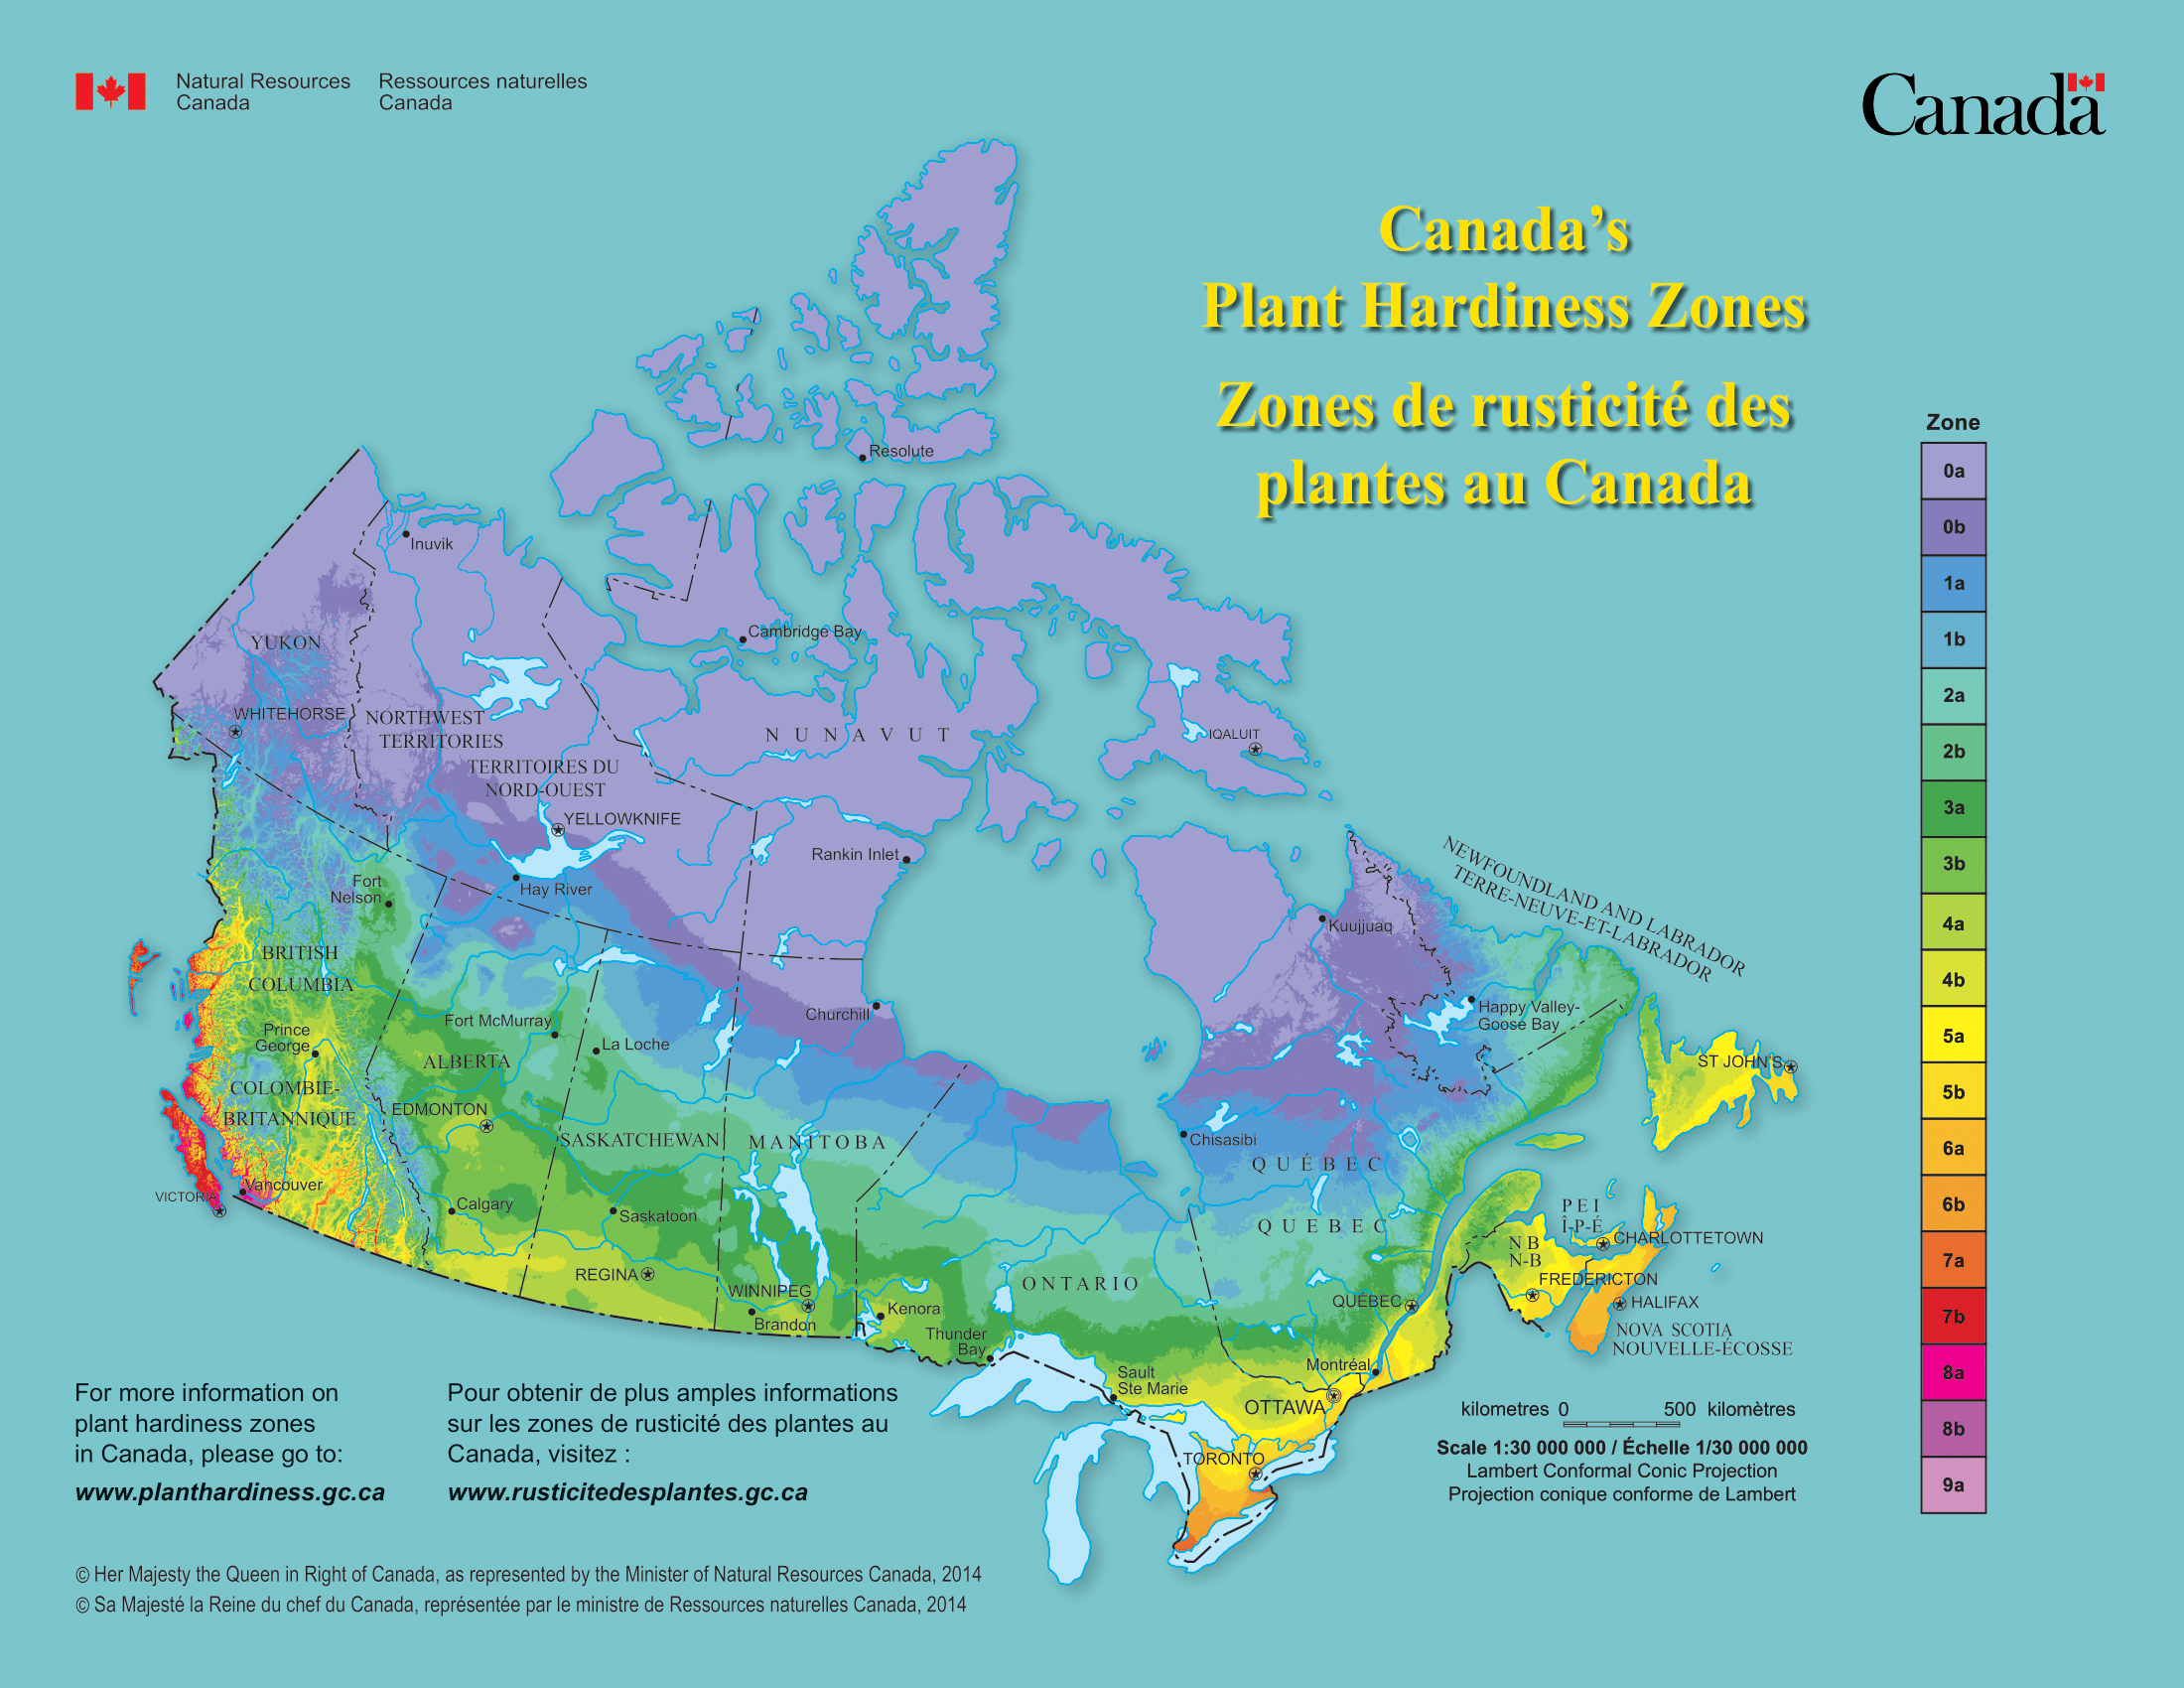 Natural Resources
Canada
Ressources naturelles
Canada
Canada
Canada's
Plant Hardiness Zones
Zones de rusticité des
plantes au Canada
Zone
0a
0b
1a
1b
2a
2b
3a
3b
4a
4b
5a
5b
6a
6b
7a
7b
8a
8b
9a
Resolute
Inuvik
Cambridge Bay
YUKON
WHITEHORSE
NORTHWEST
TERRITORIES
TERRITOIRES DU
NORD-OUEST
NUNAVUT
IQALUIT
YELLOWKNIFE
Rankin Inlet
Hay River
Fort
Nelson
Kuujjuaq
NEWFOUNDLAND AND LABRADOR
TERRE-NEUVE-ET-LABRADOR
BRITISH
COLUMBIA
Prince
George
COLOMBIE-
BRITANNIQUE
Fort McMurray
ALBERTA
La Loche
Churchill
Happy Valley-
Goose Bay
ST JOHN'S
EDMONTON
SASKATCHEWAN
MANITOBA
Chisasibi
QUÉBEC
QUEBEC
VICTORIA
Vancouver
Calgary
Saskatoon
REGINA
WINNIPEG
Brandon
Kenora
Thunder
Bay
ONTARIO
QUÉBEC
PEI
Î-P-É
CHARLOTTETOWN
NB
N-B
FREDERICTON
HALIFAX
NOVA SCOTIA
NOUVELLE-ÉCOSSE
Sault
Ste Marie
Montréal
OTTAWA
TORONTO
kilometres 0 500 kilomètres
Scale 1:30 000 000 / Échelle 1/30 000 000
Lambert Conformal Conic Projection
Projection conique conforme de Lambert
For more information on
plant hardiness zones
in Canada, please go to:
www.planthardiness.gc.ca
Pour obtenir de plus amples informations
sur les zones de rusticité des plantes au
Canada, visitez :
www.rusticitedesplantes.gc.ca
© Her Majesty the Queen in Right of Canada, as represented by the Minister of Natural Resources Canada, 2014
© Sa Majesté la Reine du chef du Canada, représentée par le ministre de Ressources naturelles Canada, 2014